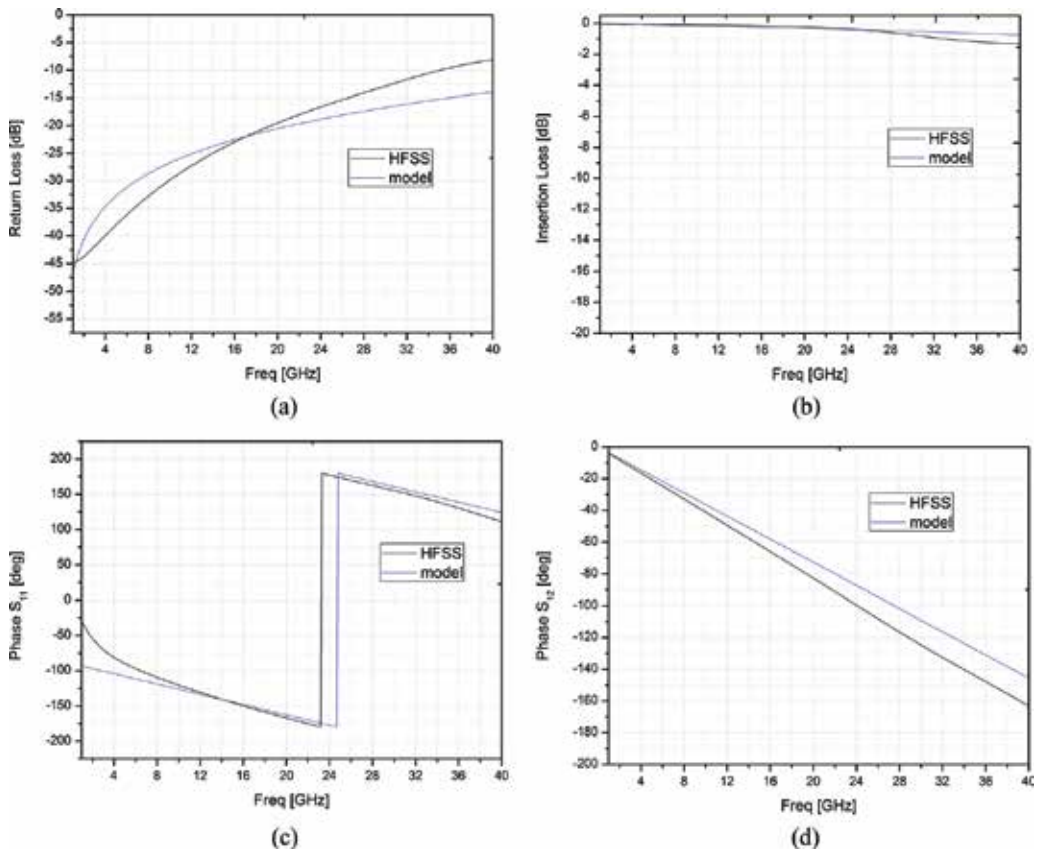 (a)
Return Loss [dB]
0
-5
-10
-15
-20
-25
-30
-35
-40
-45
-50
-55
HFSS
model
4 8 12 16 20 24 28 32 36 40
Freq [GHz]
(a)
Insertion Loss [dB]
0
-2
-4
-6
-8
-10
-12
-14
-16
-18
-20
HFSS
model
4 8 12 16 20 24 28 32 36 40
Freq [GHz]
(b)
Phase S11 [deg]
200
150
100
50
0
-50
-100
-150
-200
HFSS
model
4 8 12 16 20 24 28 32 36 40
Freq [GHz]
(c)
Phase S12 [deg]
0
-20
-40
-60
-80
-100
-120
-140
-160
-180
-200
HFSS
model
4 8 12 16 20 24 28 32 36 40
Freq [GHz]
(d)